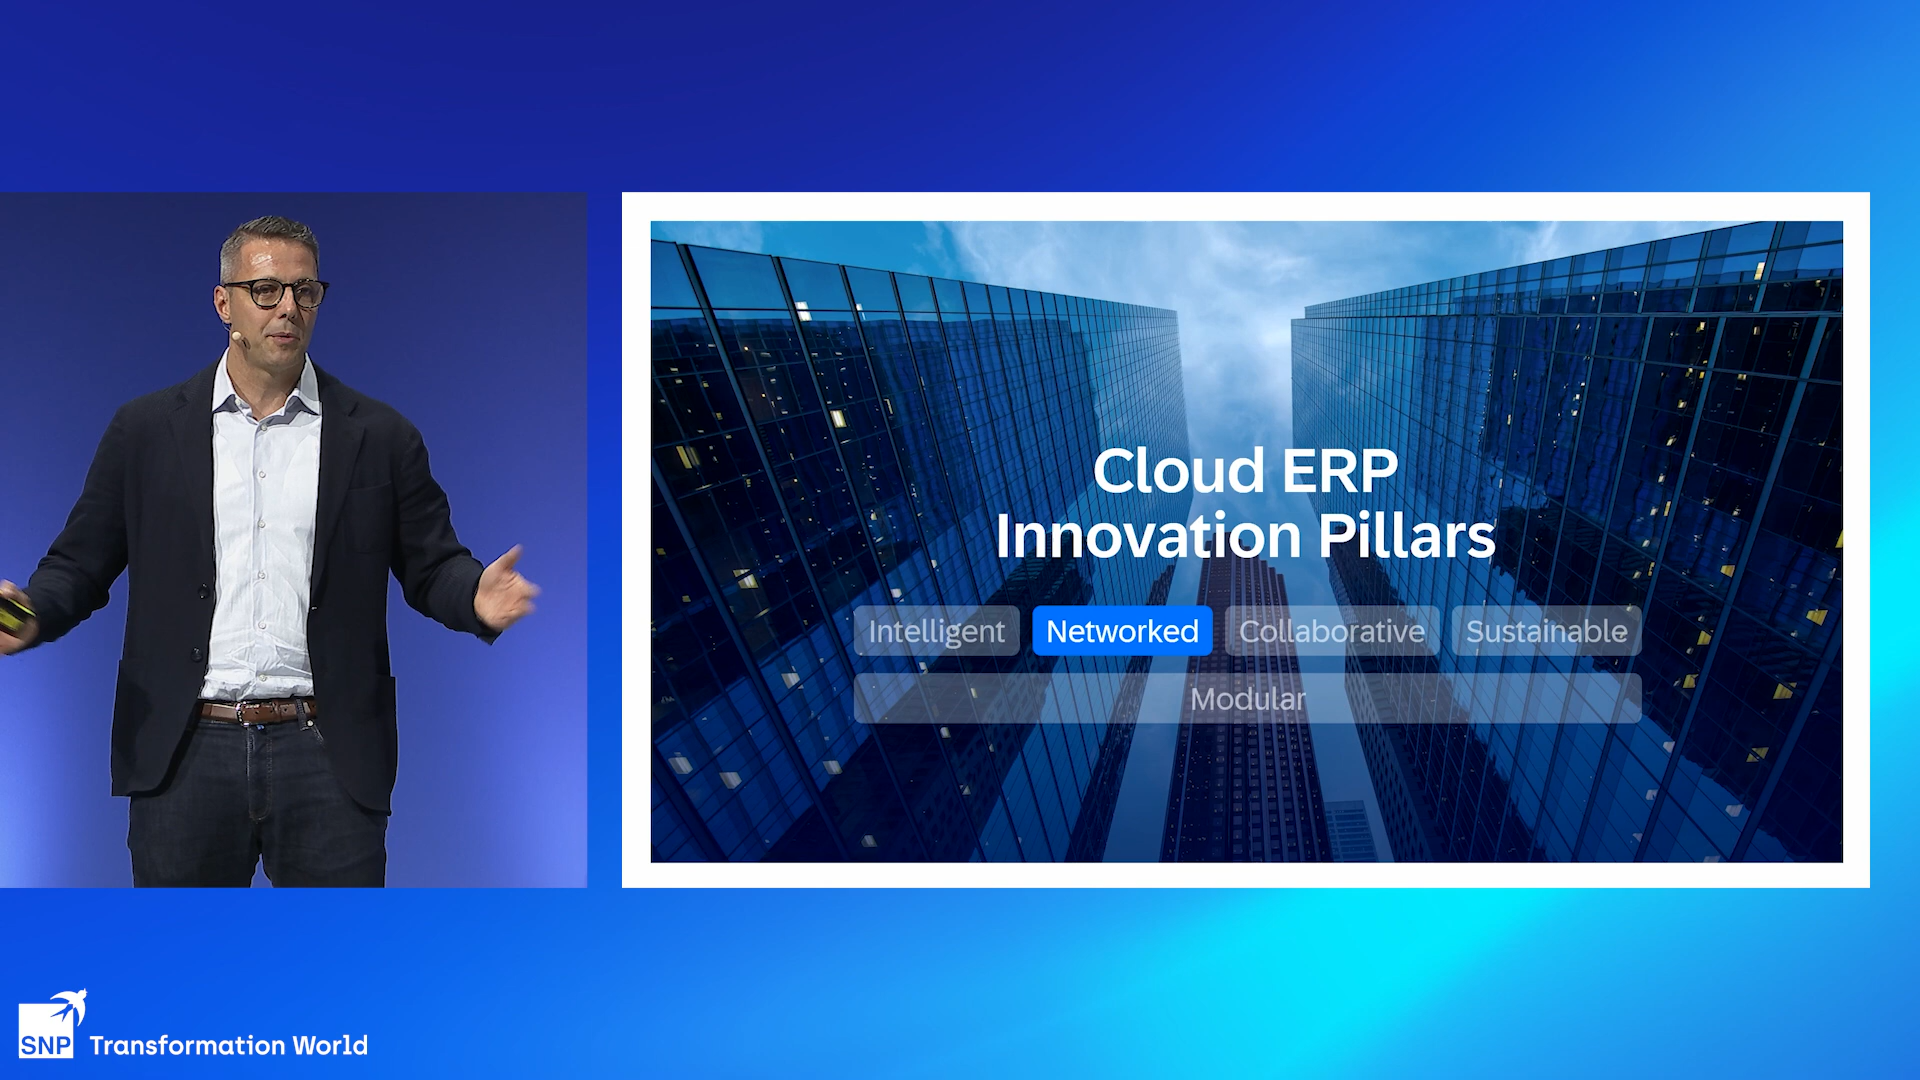 Cloud ERP
Innovation Pillars
Intelligent Networked Collaborative Sustainable
Modular
SNP Transformation World